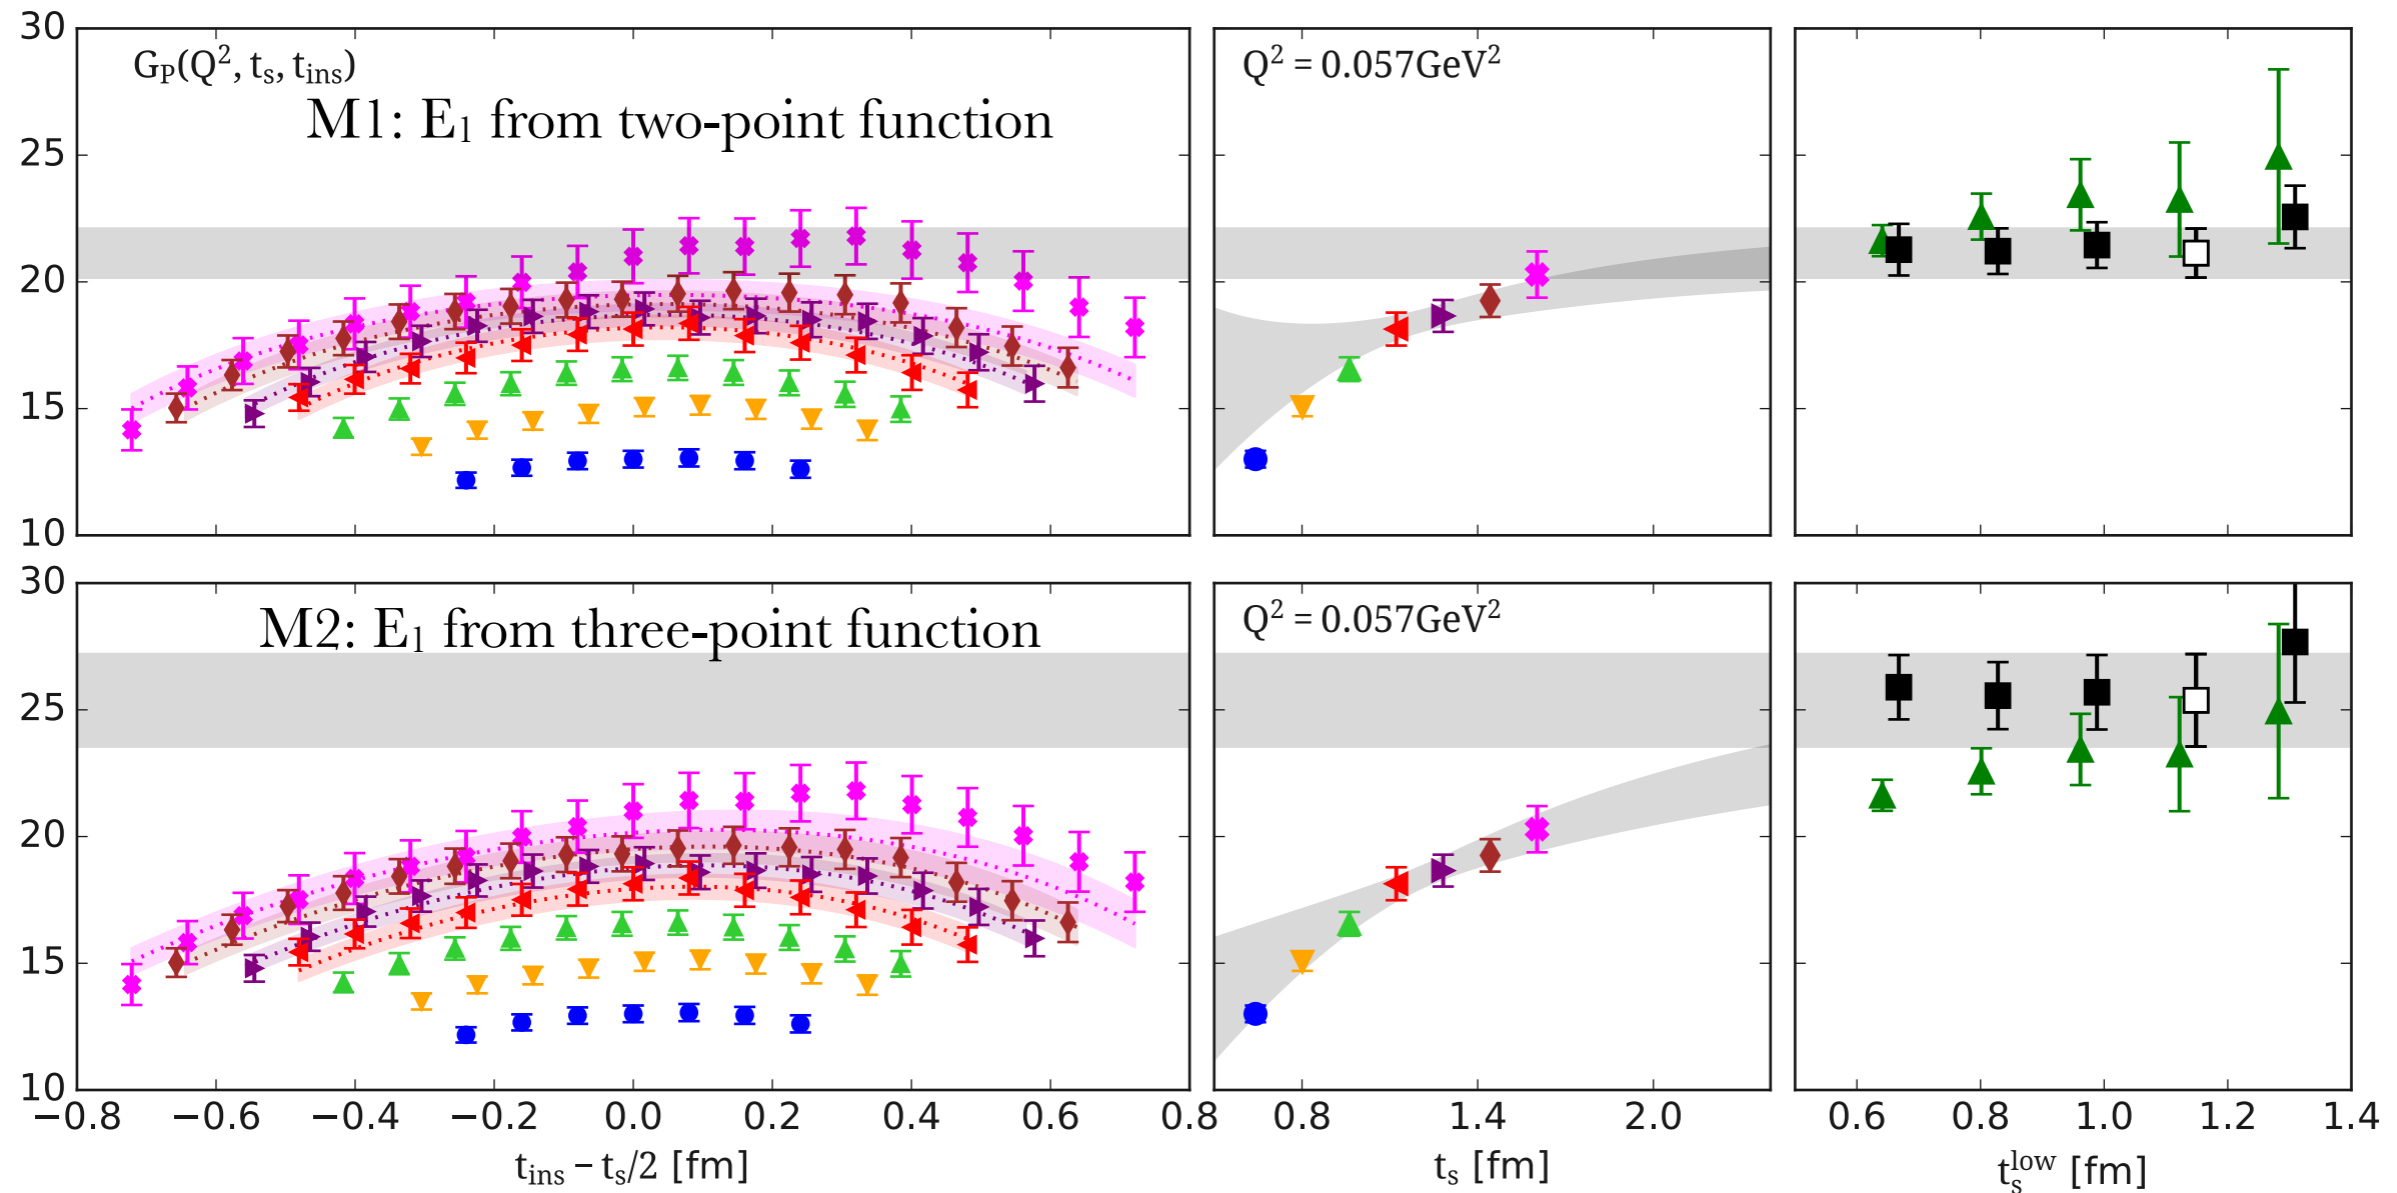 30
25
20
15
10
G_P(Q², t_s, t_ins)
M1: E₁ from two-point function
Q² = 0.057GeV²
30
25
20
15
10
M2: E₁ from three-point function
Q² = 0.057GeV²
−0.8 −0.6 −0.4 −0.2 0.0 0.2 0.4 0.6 0.8
t_ins − t_s/2 [fm]
0.8 1.4 2.0
t_s [fm]
0.6 0.8 1.0 1.2 1.4
t_s^low [fm]